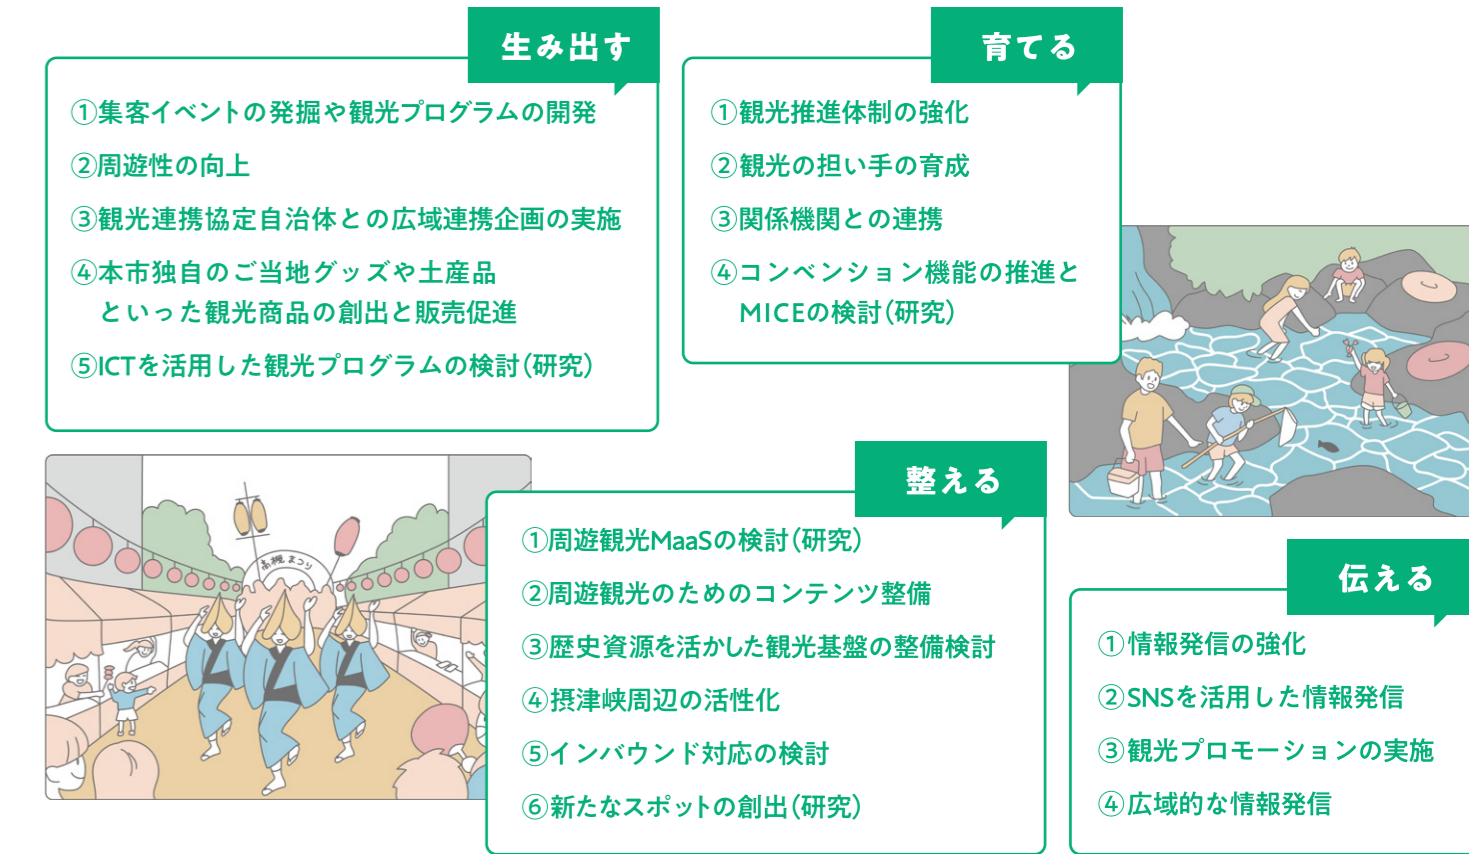 生み出す
①集客イベントの発掘や観光プログラムの開発
②周遊性の向上
③観光連携協定自治体との広域連携企画の実施
④本市独自のご当地グッズや土産品
といった観光商品の創出と販売促進
⑤ICTを活用した観光プログラムの検討（研究）
育てる
①観光推進体制の強化
②観光の担い手の育成
③関係機関との連携
④コンベンション機能の推進と
MICEの検討（研究）
高槻まつり
整える
①周遊観光MaaSの検討（研究）
②周遊観光のためのコンテンツ整備
③歴史資源を活かした観光基盤の整備検討
④摂津峡周辺の活性化
⑤インバウンド対応の検討
⑥新たなスポットの創出（研究）
伝える
①情報発信の強化
②SNSを活用した情報発信
③観光プロモーションの実施
④広域的な情報発信